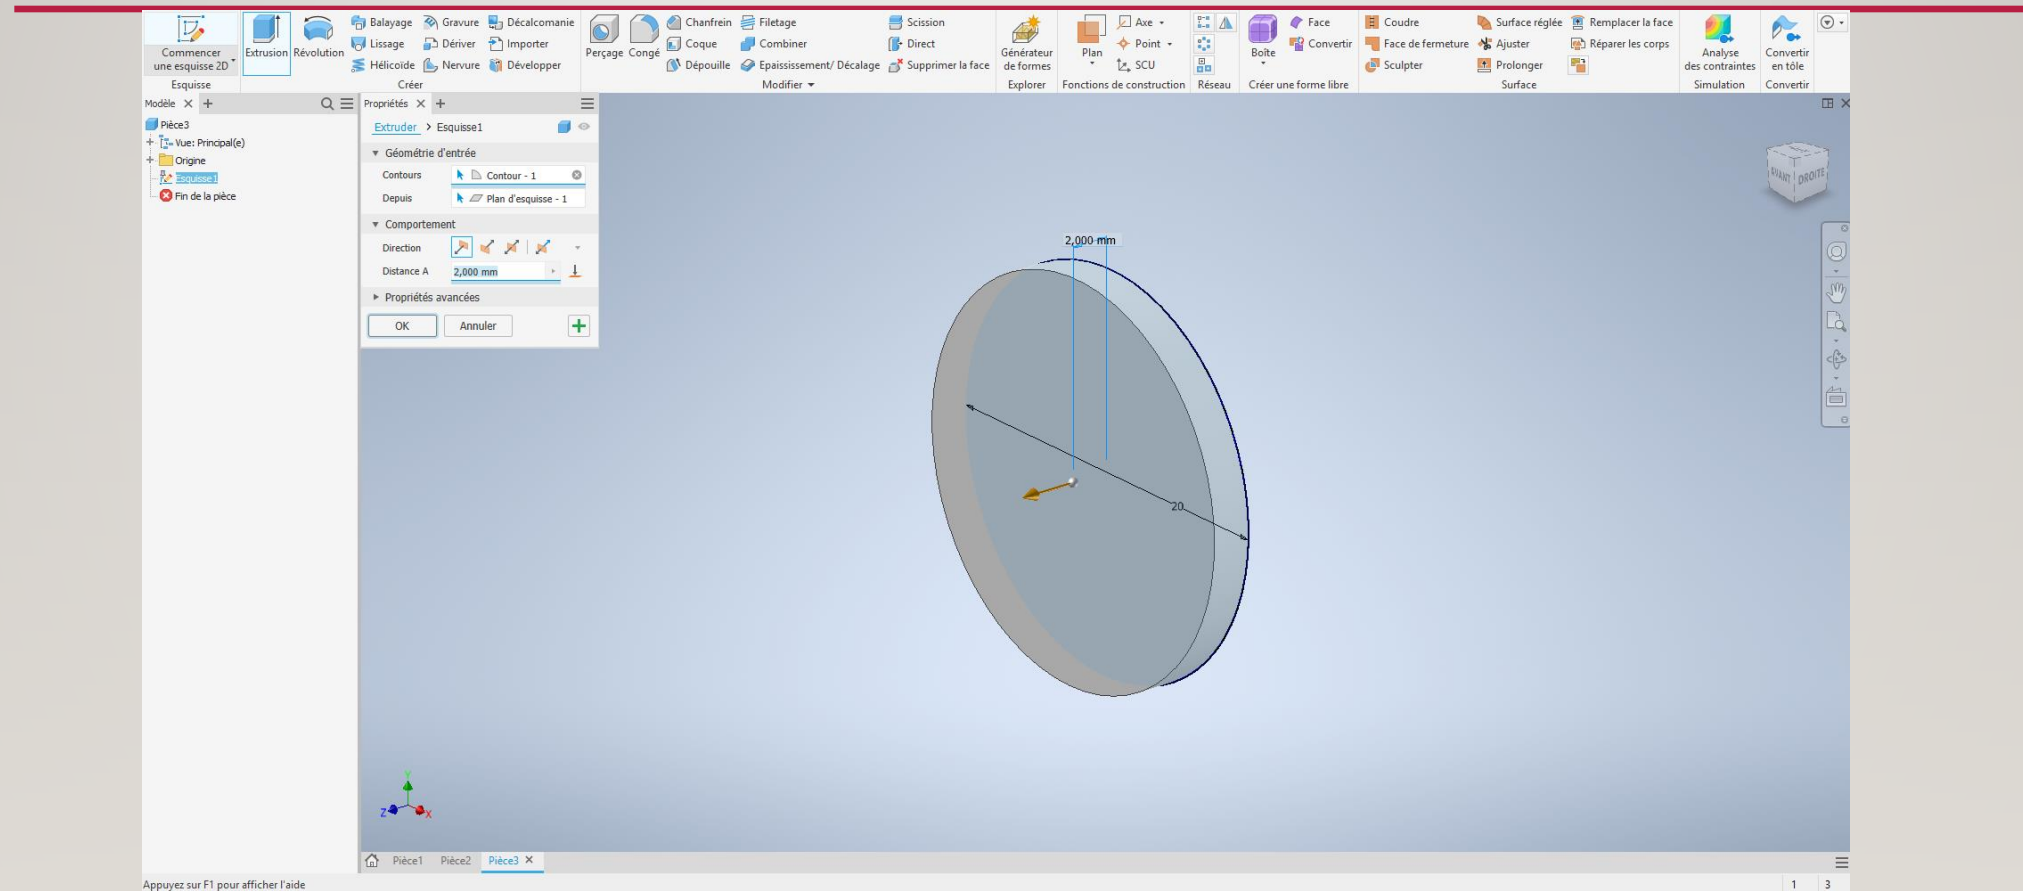 Commencer
une esquisse 2D
Esquisse
Extrusion
Révolution
Balayage
Gravure
Décalcomanie
Lissage
Dériver
Importer
Hélicoïde
Nervure
Développer
Créer
Perçage
Congé
Chanfrein
Filetage
Scission
Coque
Combiner
Direct
Dépouille
Epaississement/ Décalage
Supprimer la face
Modifier
Générateur
de formes
Explorer
Plan
Axe
Point
SCU
Fonctions de construction
Réseau
Boîte
Face
Convertir
Créer une forme libre
Coudre
Surface réglée
Remplacer la face
Face de fermeture
Ajuster
Réparer les corps
Sculpter
Prolonger
Surface
Analyse
des contraintes
Simulation
Convertir
en tôle
Convertir
Modèle
Pièce3
Vue: Principal(e)
Origine
Esquisse1
Fin de la pièce
Propriétés
Extruder > Esquisse1
Géométrie d'entrée
Contours Contour - 1
Depuis Plan d'esquisse - 1
Comportement
Direction
Distance A 2,000 mm
Propriétés avancées
OK Annuler
2,000 mm
20
AVANT DROITE
Y
Z X
Pièce1 Pièce2 Pièce3
Appuyez sur F1 pour afficher l'aide
1 3